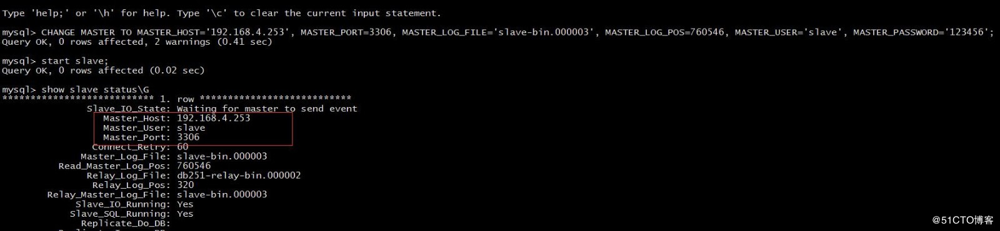 Type 'help;' or '\h' for help. Type '\c' to clear the current input statement.
mysql> CHANGE MASTER TO MASTER_HOST='192.168.4.253', MASTER_PORT=3306, MASTER_LOG_FILE='slave-bin.000003', MASTER_LOG_POS=760546, MASTER_USER='slave', MASTER_PASSWORD='123456';
Query OK, 0 rows affected, 2 warnings (0.41 sec)
mysql> start slave;
Query OK, 0 rows affected (0.02 sec)
mysql> show slave status\G
*************************** 1. row ***************************
Slave_IO_State: Waiting for master to send event
Master_Host: 192.168.4.253
Master_User: slave
Master_Port: 3306
Connect_Retry: 60
Master_Log_File: slave-bin.000003
Read_Master_Log_Pos: 760546
Relay_Log_File: db251-relay-bin.000002
Relay_Log_Pos: 320
Relay_Master_Log_File: slave-bin.000003
Slave_IO_Running: Yes
Slave_SQL_Running: Yes
Replicate_Do_DB:
@51CTO博客